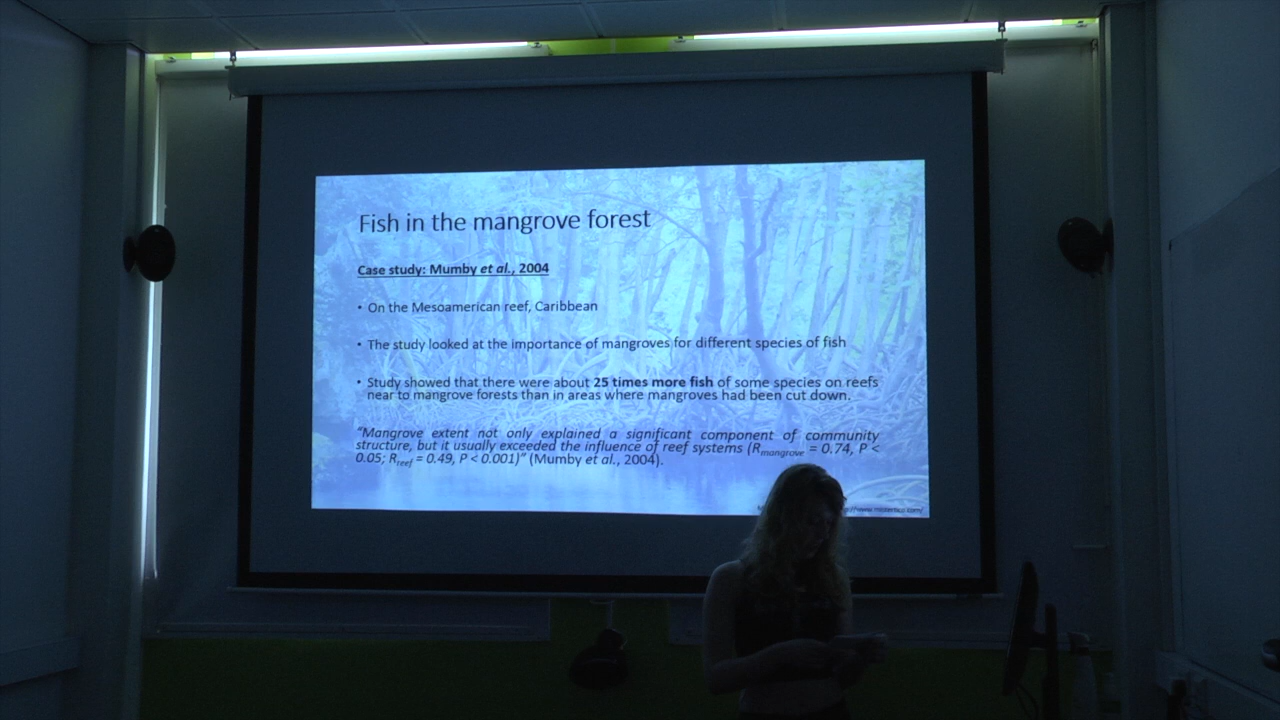 Fish in the mangrove forest
Case study: Mumby et al., 2004
• On the Mesoamerican reef, Caribbean
• The study looked at the importance of mangroves for different species of fish
• Study showed that there were about 25 times more fish of some species on reefs
near to mangrove forests than in areas where mangroves had been cut down.
“Mangrove extent not only explained a significant component of community
structure, but it usually exceeded the influence of reef systems (Rmangrove = 0.74, P <
0.05; Rreef = 0.49, P < 0.001)” (Mumby et al., 2004).